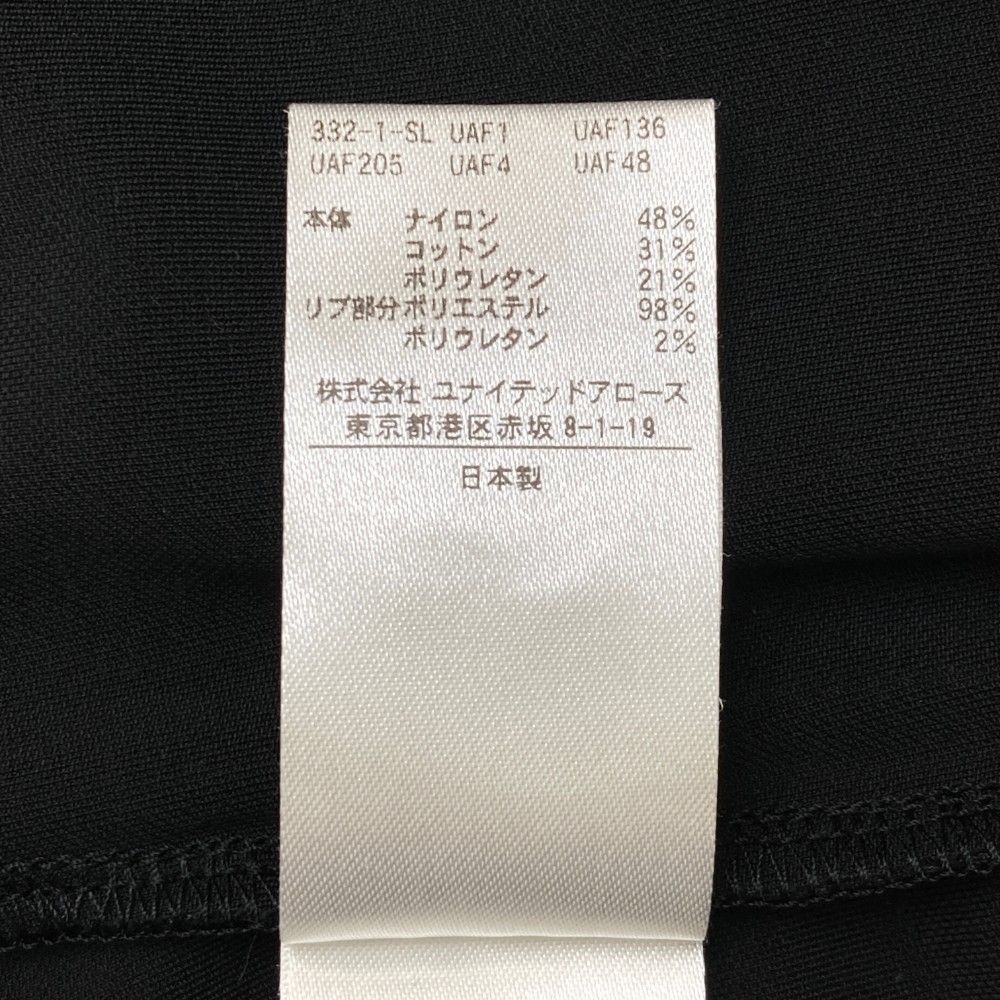 332-1-SL UAF1 UAF136
UAF205 UAF4 UAF48
本体 ナイロン 48%
コットン 31%
ポリウレタン 21%
リブ部分 ポリエステル 98%
ポリウレタン 2%
株式会社 ユナイテッドアローズ
東京都港区赤坂 8-1-19
日本製